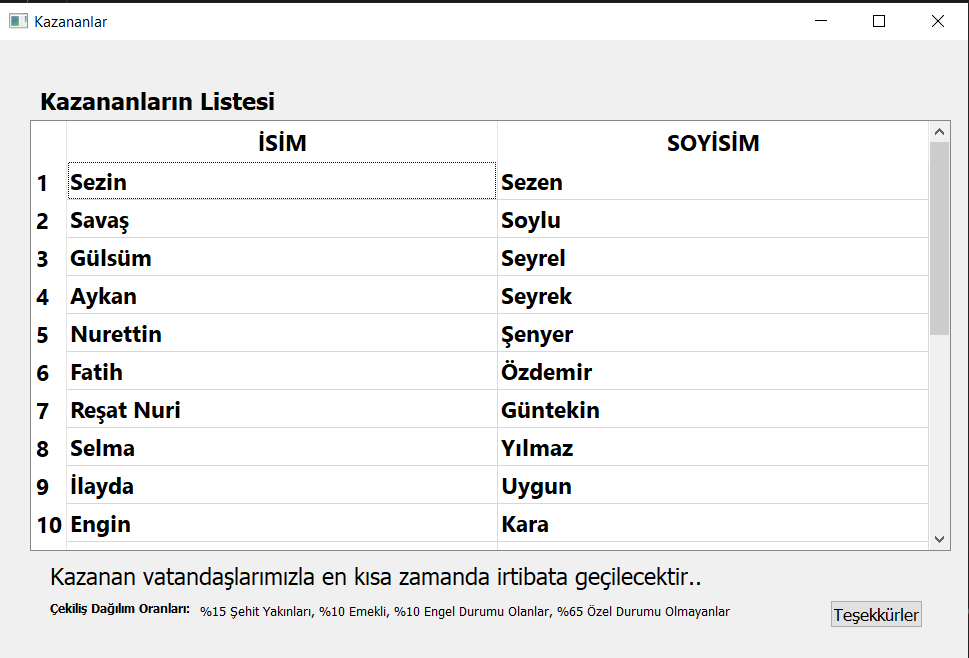 Kazananlar
Kazananların Listesi
İSİM SOYİSİM
1 Sezin Sezen
2 Savaş Soylu
3 Gülsüm Seyrel
4 Aykan Seyrek
5 Nurettin Şenyer
6 Fatih Özdemir
7 Reşat Nuri Güntekin
8 Selma Yılmaz
9 İlayda Uygun
10 Engin Kara
Kazanan vatandaşlarımızla en kısa zamanda irtibata geçilecektir..
Çekiliş Dağılım Oranları: %15 Şehit Yakınları, %10 Emekli, %10 Engel Durumu Olanlar, %65 Özel Durumu Olmayanlar
Teşekkürler